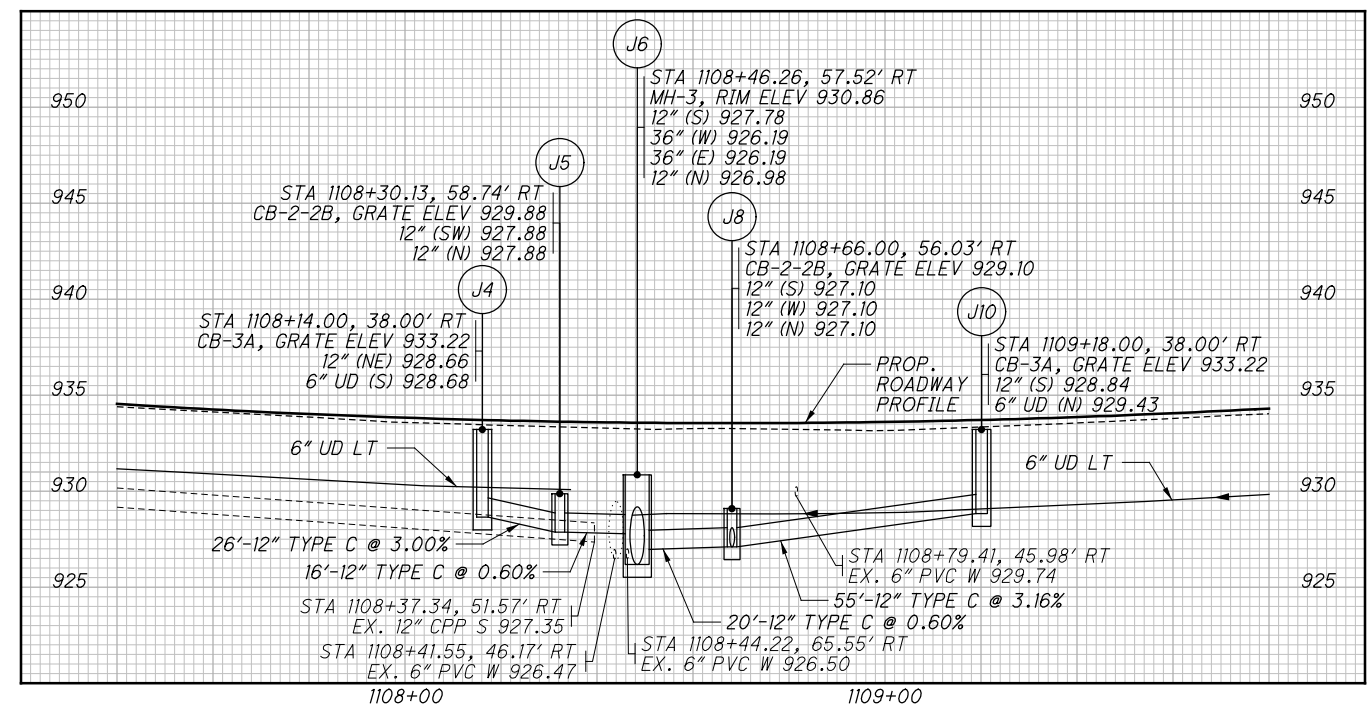 J6
STA 1108+46.26, 57.52' RT
MH-3, RIM ELEV 930.86
12" (S) 927.78
36" (W) 926.19
36" (E) 926.19
12" (N) 926.98
950
950
J5
STA 1108+30.13, 58.74' RT
CB-2-2B, GRATE ELEV 929.88
12" (SW) 927.88
12" (N) 927.88
945
945
J8
STA 1108+66.00, 56.03' RT
CB-2-2B, GRATE ELEV 929.10
12" (S) 927.10
12" (W) 927.10
12" (N) 927.10
940
940
J4
STA 1108+14.00, 38.00' RT
CB-3A, GRATE ELEV 933.22
12" (NE) 928.66
6" UD (S) 928.68
J10
STA 1109+18.00, 38.00' RT
CB-3A, GRATE ELEV 933.22
12" (S) 928.84
6" UD (N) 929.43
PROP.
ROADWAY
PROFILE
935
935
6" UD LT
6" UD LT
930
930
26'-12" TYPE C @ 3.00%
16'-12" TYPE C @ 0.60%
STA 1108+79.41, 45.98' RT
EX. 6" PVC W 929.74
925
925
55'-12" TYPE C @ 3.16%
20'-12" TYPE C @ 0.60%
STA 1108+37.34, 51.57' RT
EX. 12" CPP S 927.35
STA 1108+41.55, 46.17' RT
EX. 6" PVC W 926.47
STA 1108+44.22, 65.55' RT
EX. 6" PVC W 926.50
1108+00
1109+00